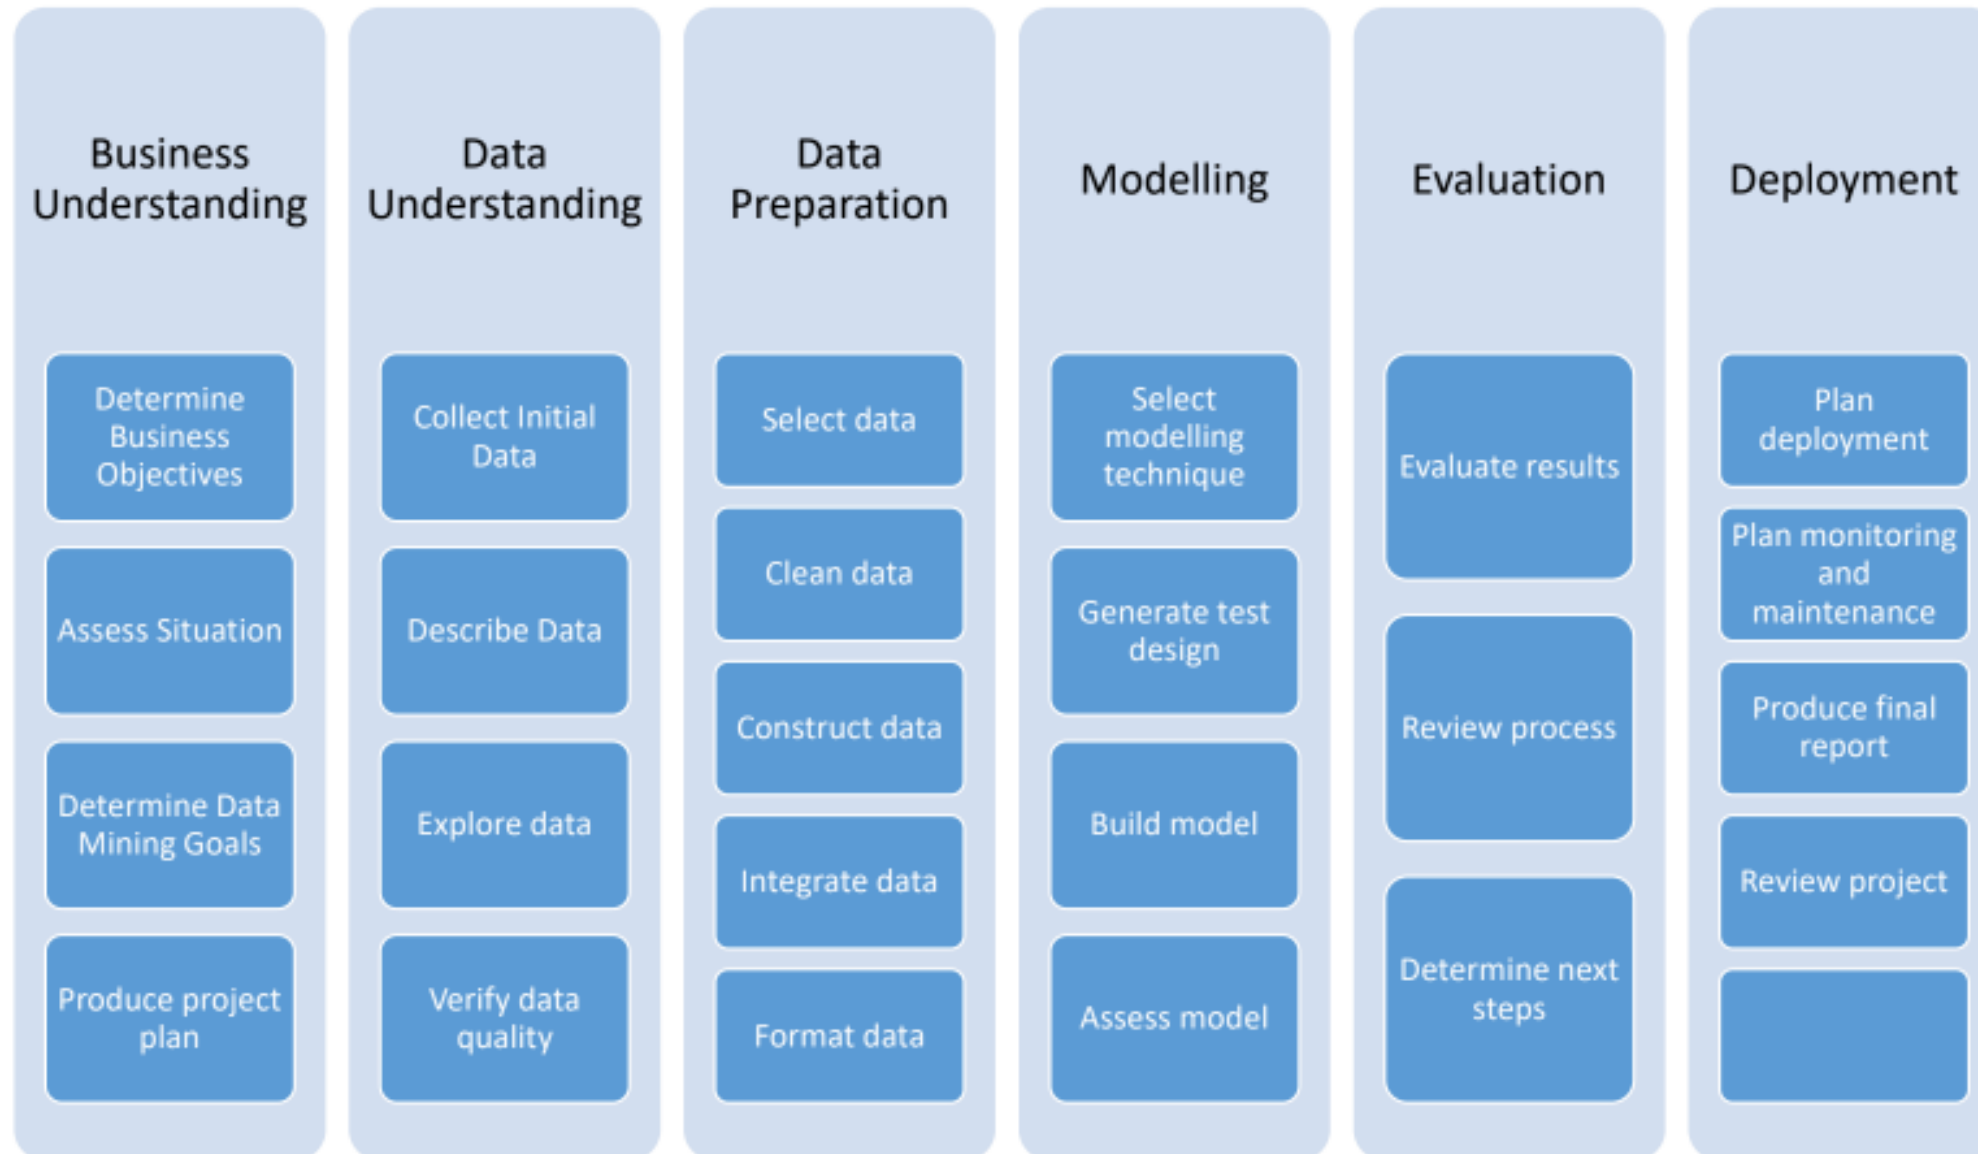 Business
Understanding
Determine
Business
Objectives
Assess Situation
Determine Data
Mining Goals
Produce project
plan
Data
Understanding
Collect Initial
Data
Describe Data
Explore data
Verify data
quality
Data
Preparation
Select data
Clean data
Construct data
Integrate data
Format data
Modelling
Select
modelling
technique
Generate test
design
Build model
Assess model
Evaluation
Evaluate results
Review process
Determine next
steps
Deployment
Plan
deployment
Plan monitoring
and
maintenance
Produce final
report
Review project